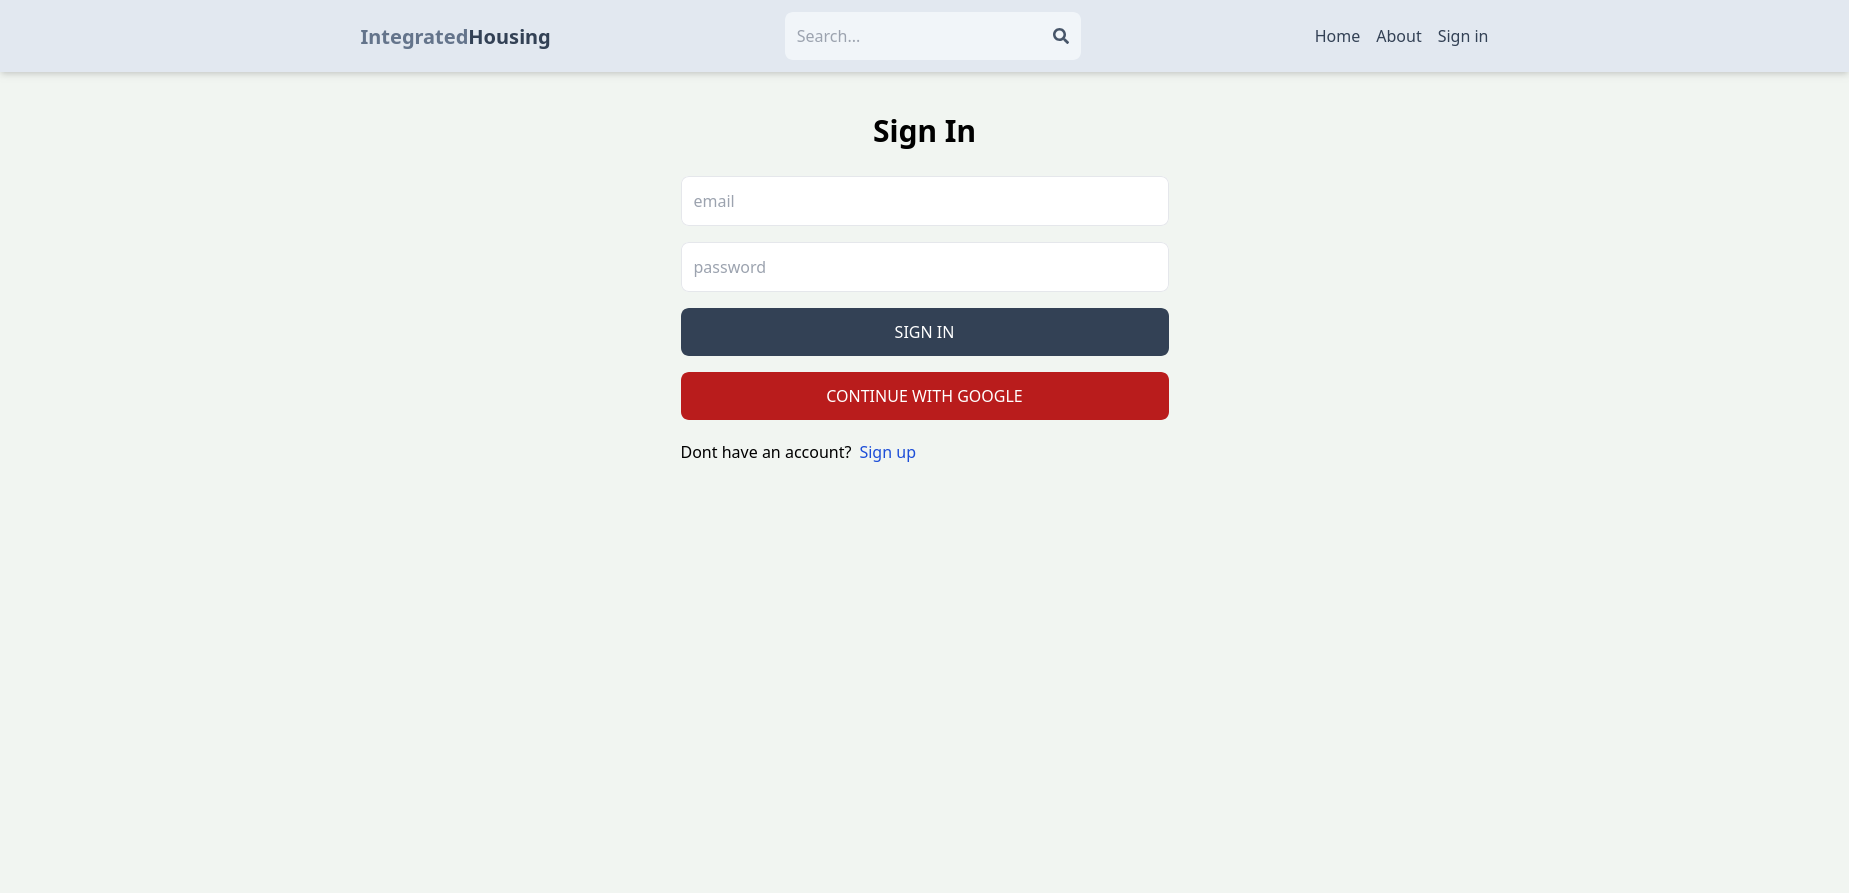 IntegratedHousing
Search...
Home About Sign in
Sign In
email
password
SIGN IN
CONTINUE WITH GOOGLE
Dont have an account? Sign up